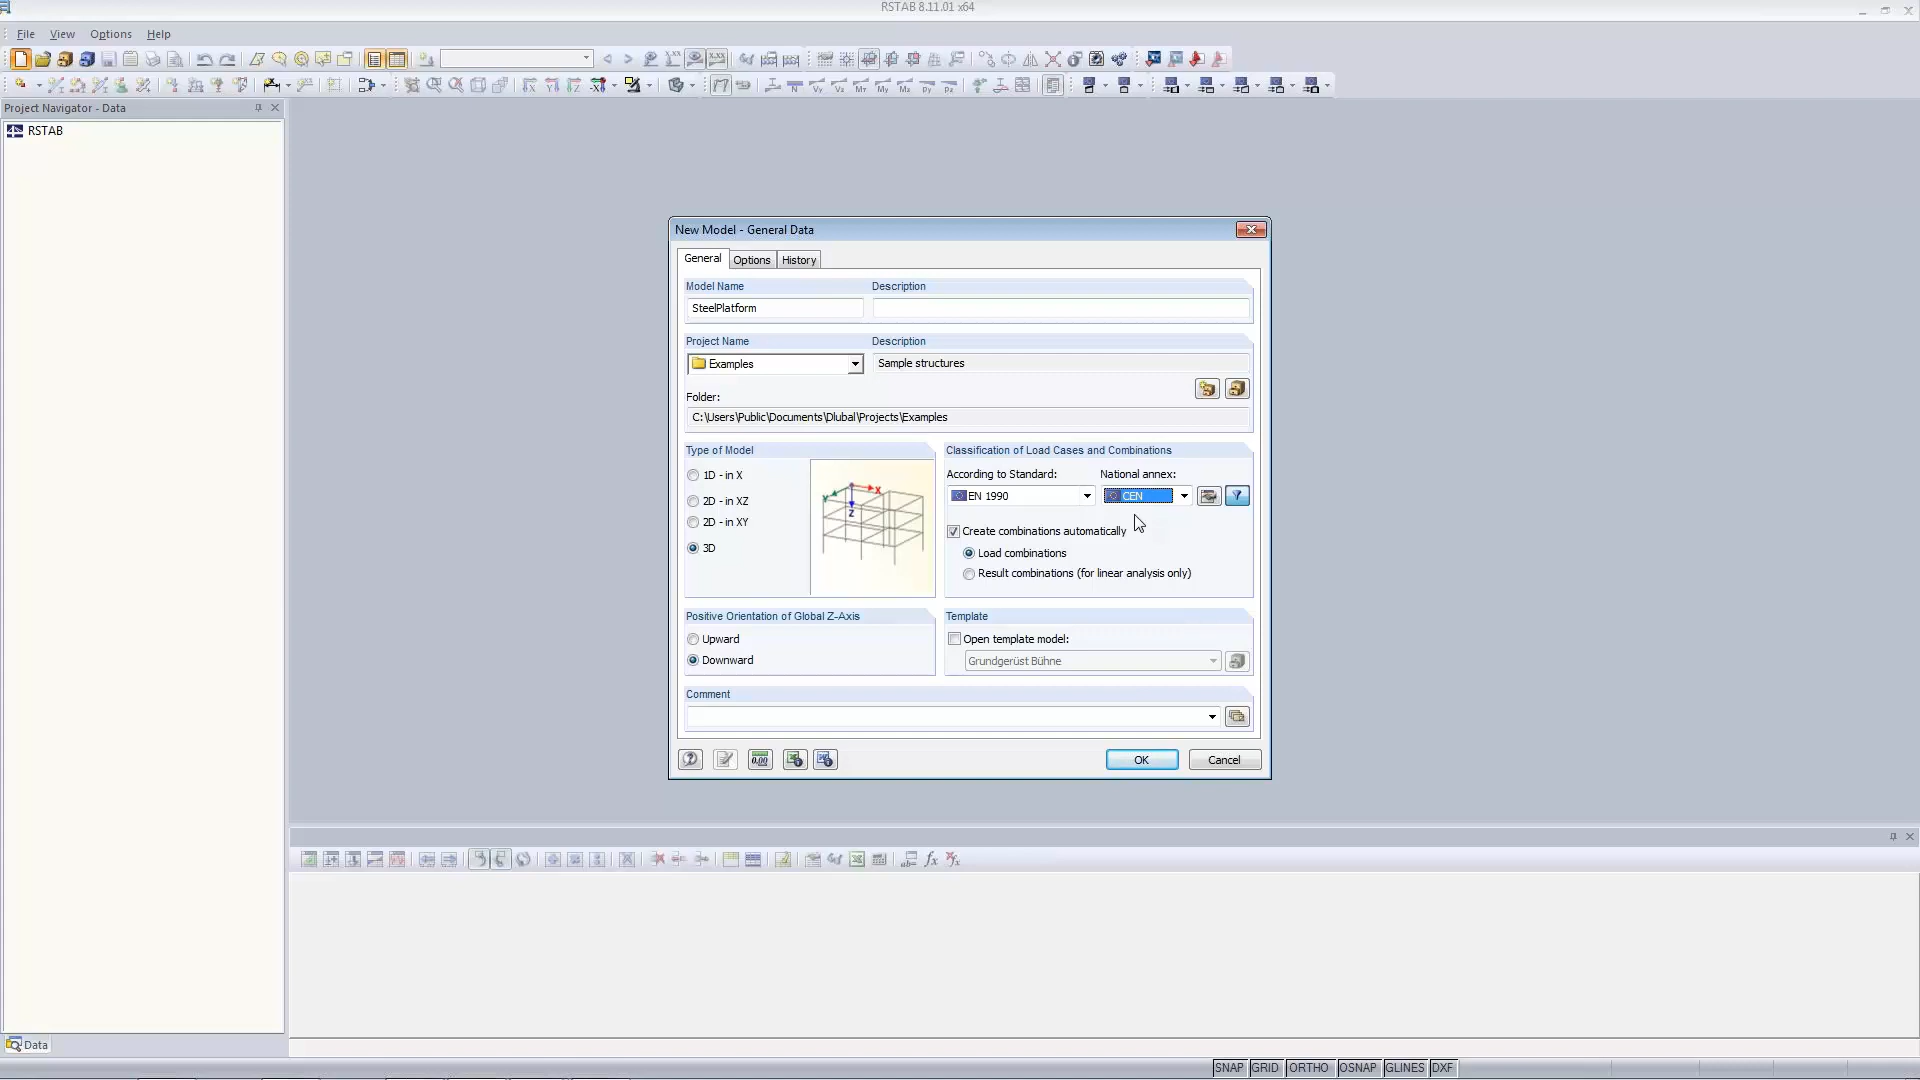 RSTAB 8.11.01 x64
File View Options Help
Project Navigator - Data
RSTAB
New Model - General Data
General Options History
Model Name Description
SteelPlatform
Project Name Description
Examples Sample structures
Folder:
C:\Users\Public\Documents\Dlubal\Projects\Examples
Type of Model
1D - in X
2D - in XZ
2D - in XY
3D
X
Y
Z
Classification of Load Cases and Combinations
According to Standard: National annex:
EN 1990 CEN
Create combinations automatically
Load combinations
Result combinations (for linear analysis only)
Positive Orientation of Global Z-Axis
Upward
Downward
Template
Open template model:
Grundgerüst Bühne
Comment
0.00
OK Cancel
Data
SNAP GRID ORTHO OSNAP GLINES DXF